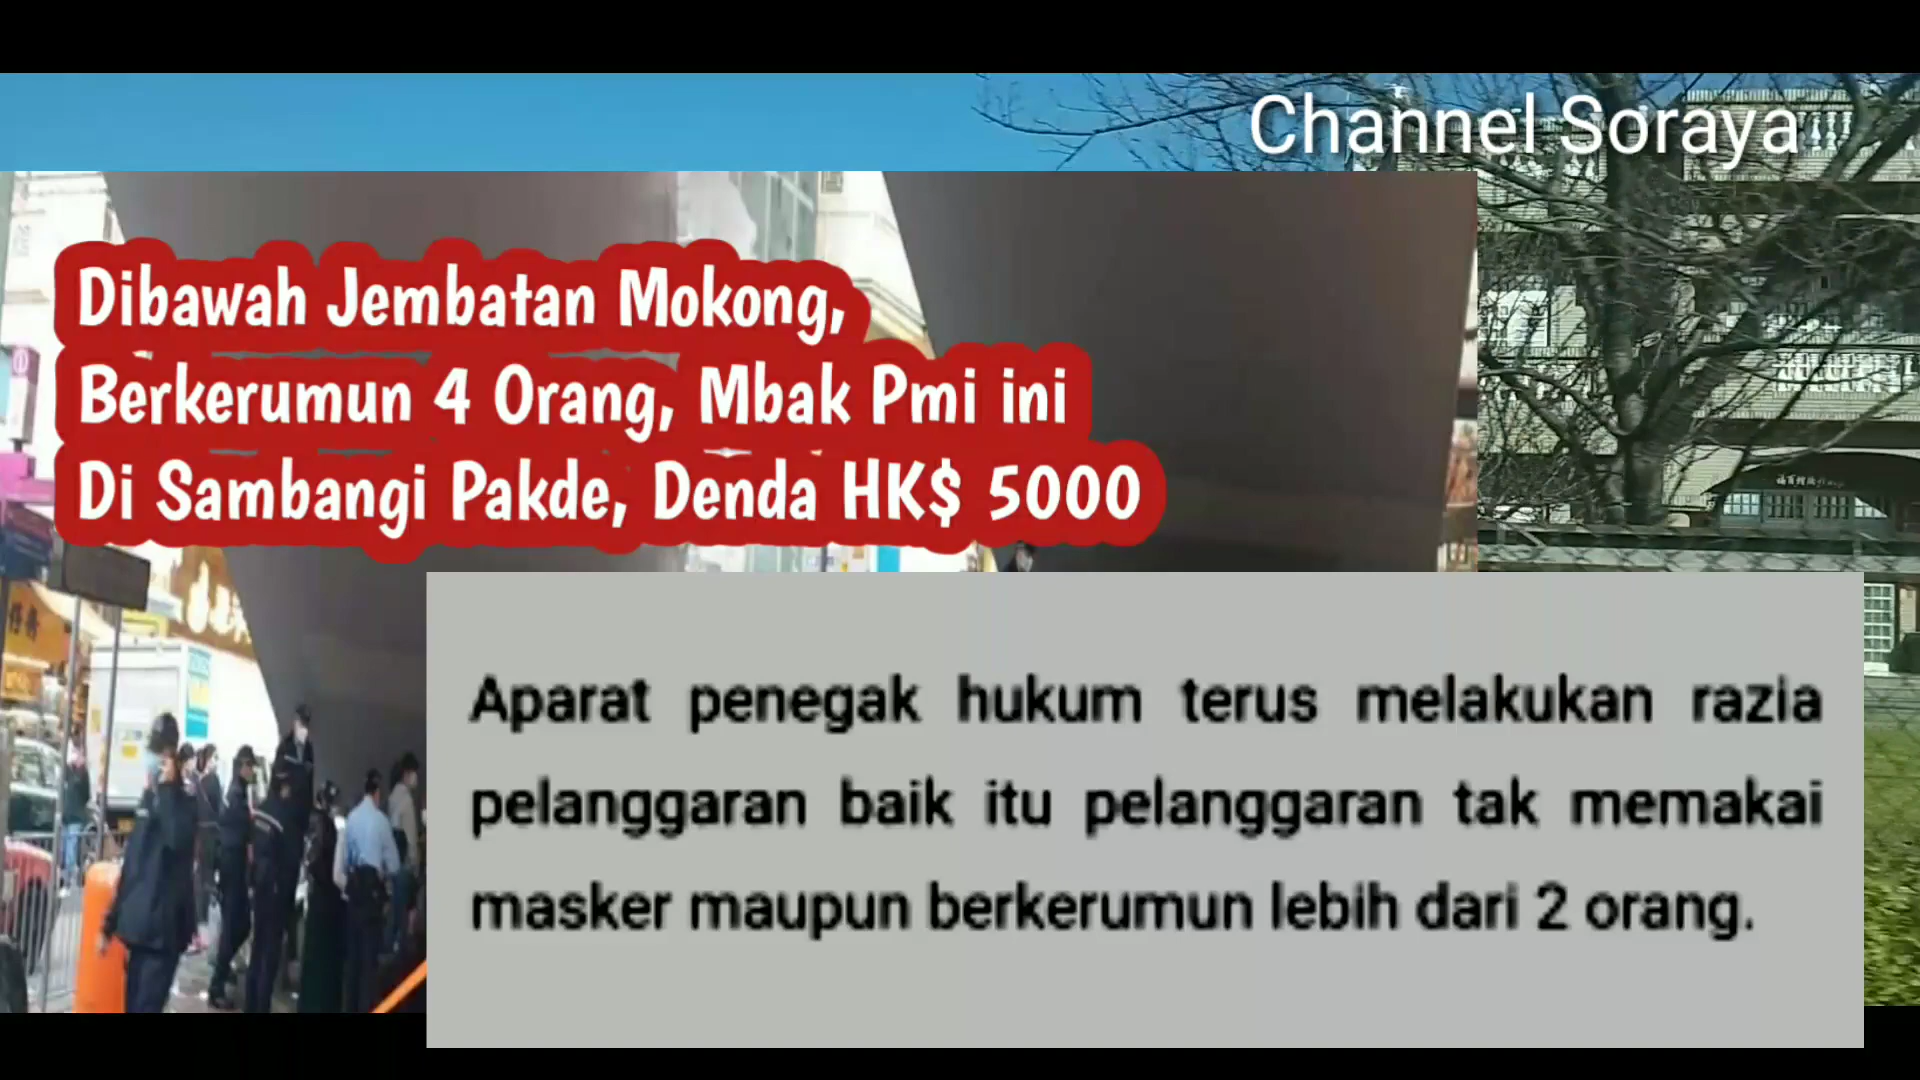 Channel Soraya
Dibawah Jembatan Mokong,
Berkerumun 4 Orang, Mbak Pmi ini
Di Sambangi Pakde, Denda HK$ 5000
Aparat penegak hukum terus melakukan razia
pelanggaran baik itu pelanggaran tak memakai
masker maupun berkerumun lebih dari 2 orang.